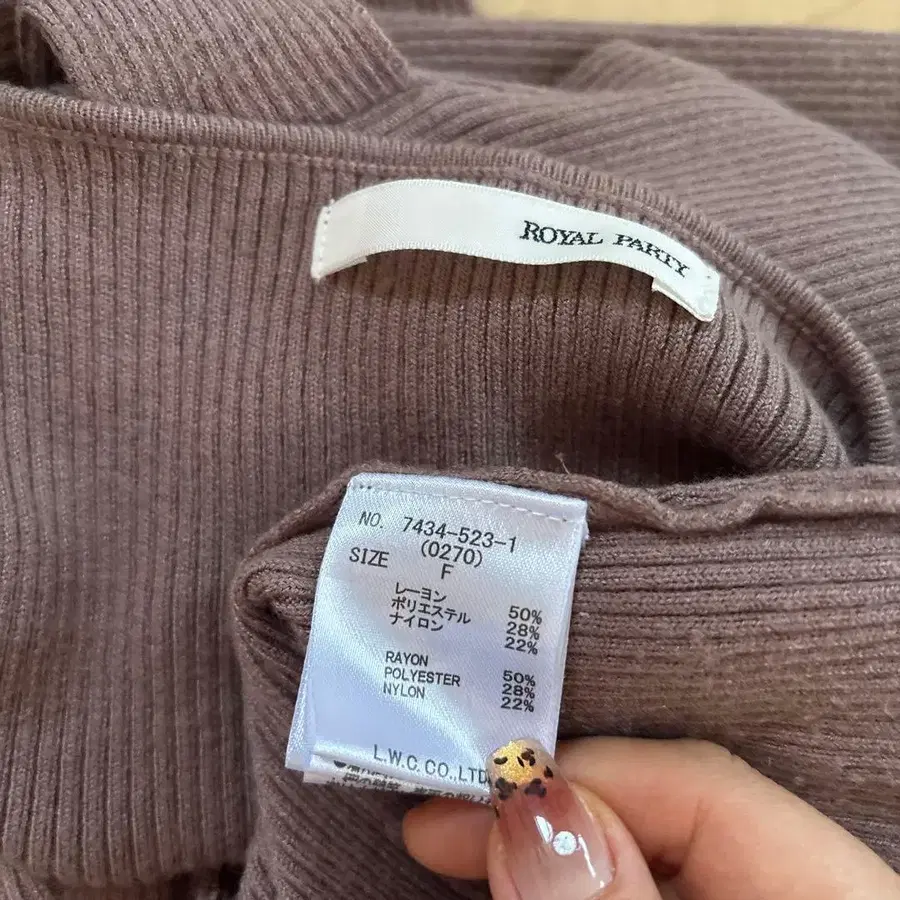 ROYAL PARTY
NO. 7434-523-1
(0270)
SIZE F
レーヨン 50%
ポリエステル 28%
ナイロン 22%
RAYON 50%
POLYESTER 28%
NYLON 22%
L.W.C. CO.,LTD